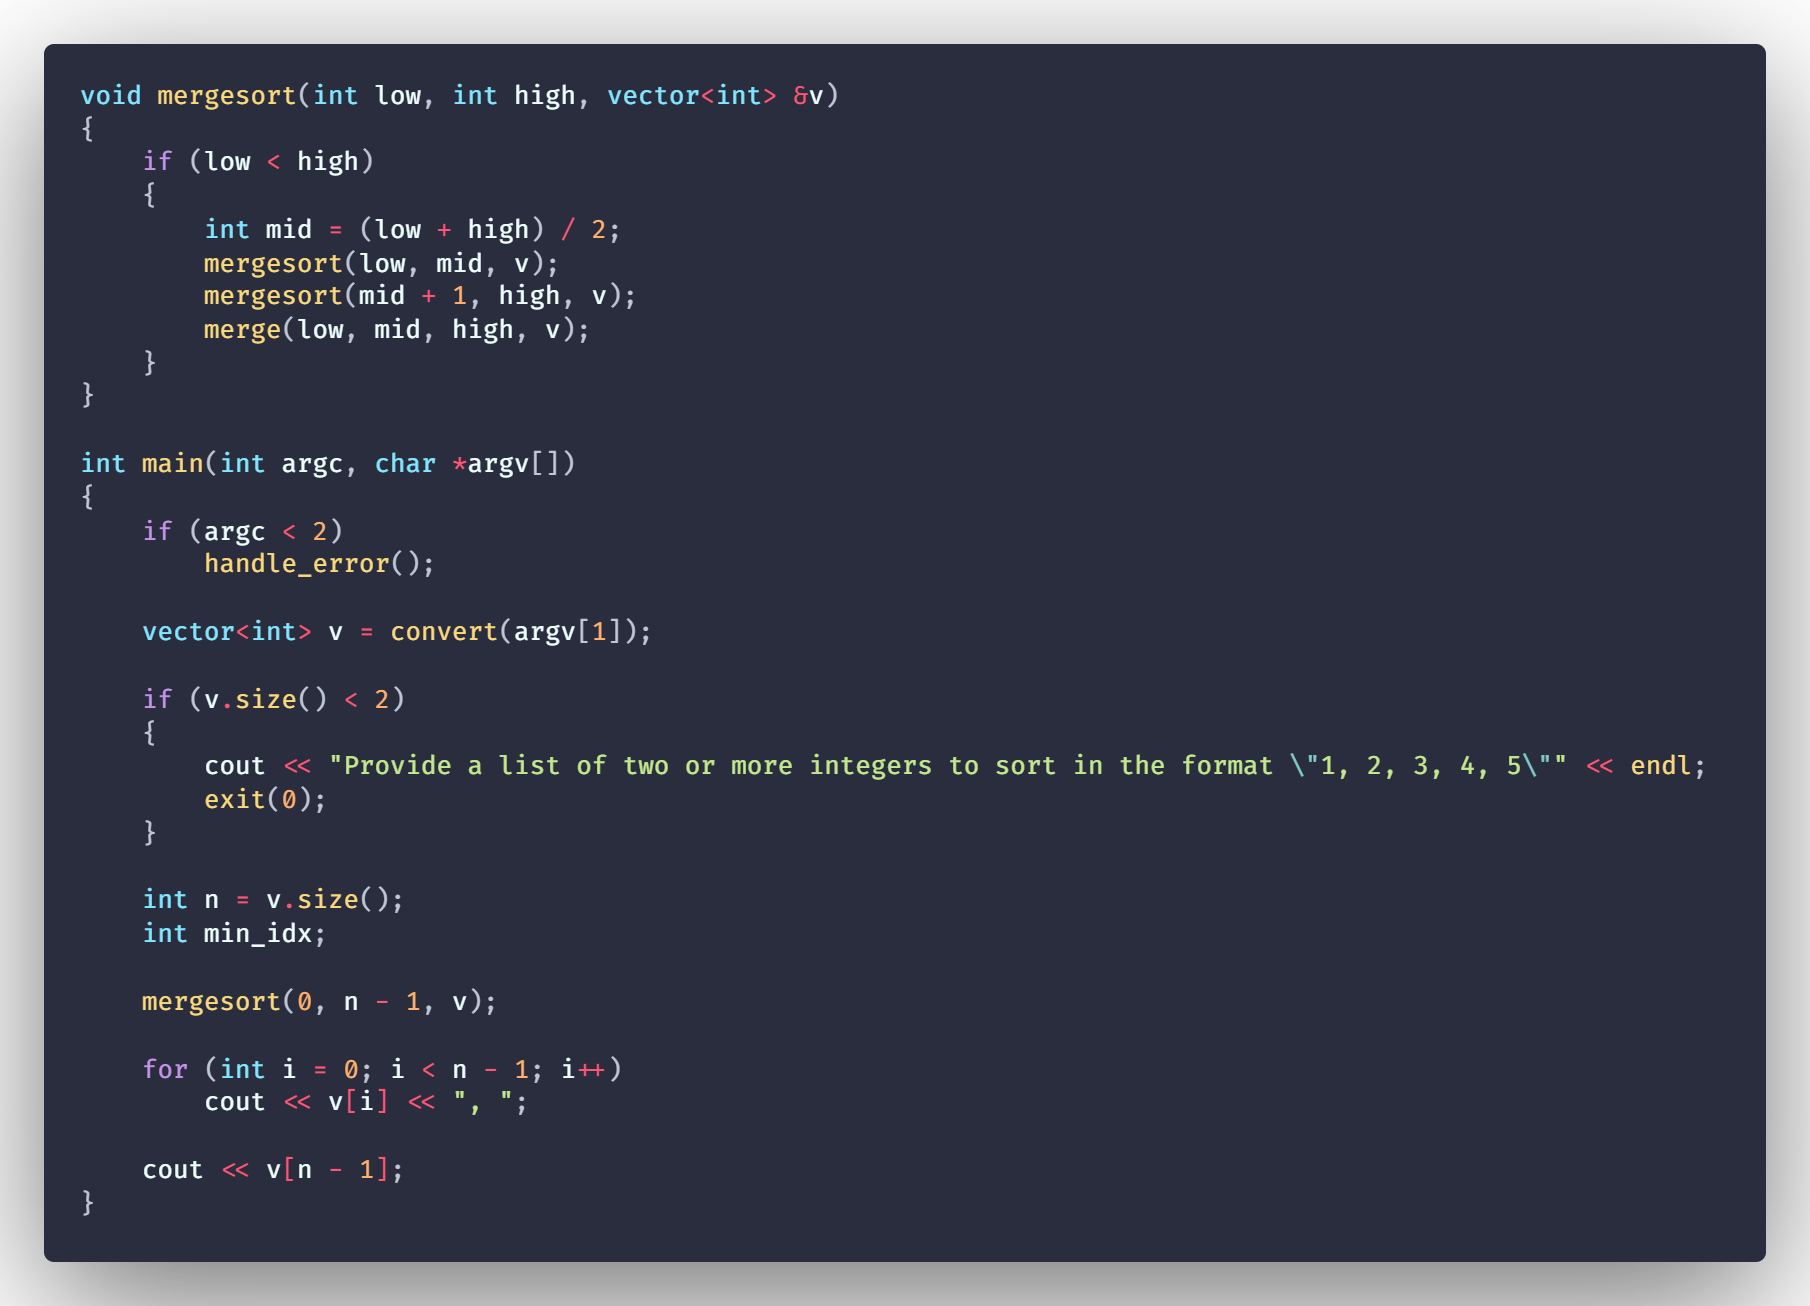 void mergesort(int low, int high, vector<int> &v)
{
    if (low < high)
    {
        int mid = (low + high) / 2;
        mergesort(low, mid, v);
        mergesort(mid + 1, high, v);
        merge(low, mid, high, v);
    }
}

int main(int argc, char *argv[])
{
    if (argc < 2)
        handle_error();

    vector<int> v = convert(argv[1]);

    if (v.size() < 2)
    {
        cout << "Provide a list of two or more integers to sort in the format \"1, 2, 3, 4, 5\"" << endl;
        exit(0);
    }

    int n = v.size();
    int min_idx;

    mergesort(0, n - 1, v);

    for (int i = 0; i < n - 1; i++)
        cout << v[i] << ", ";

    cout << v[n - 1];
}